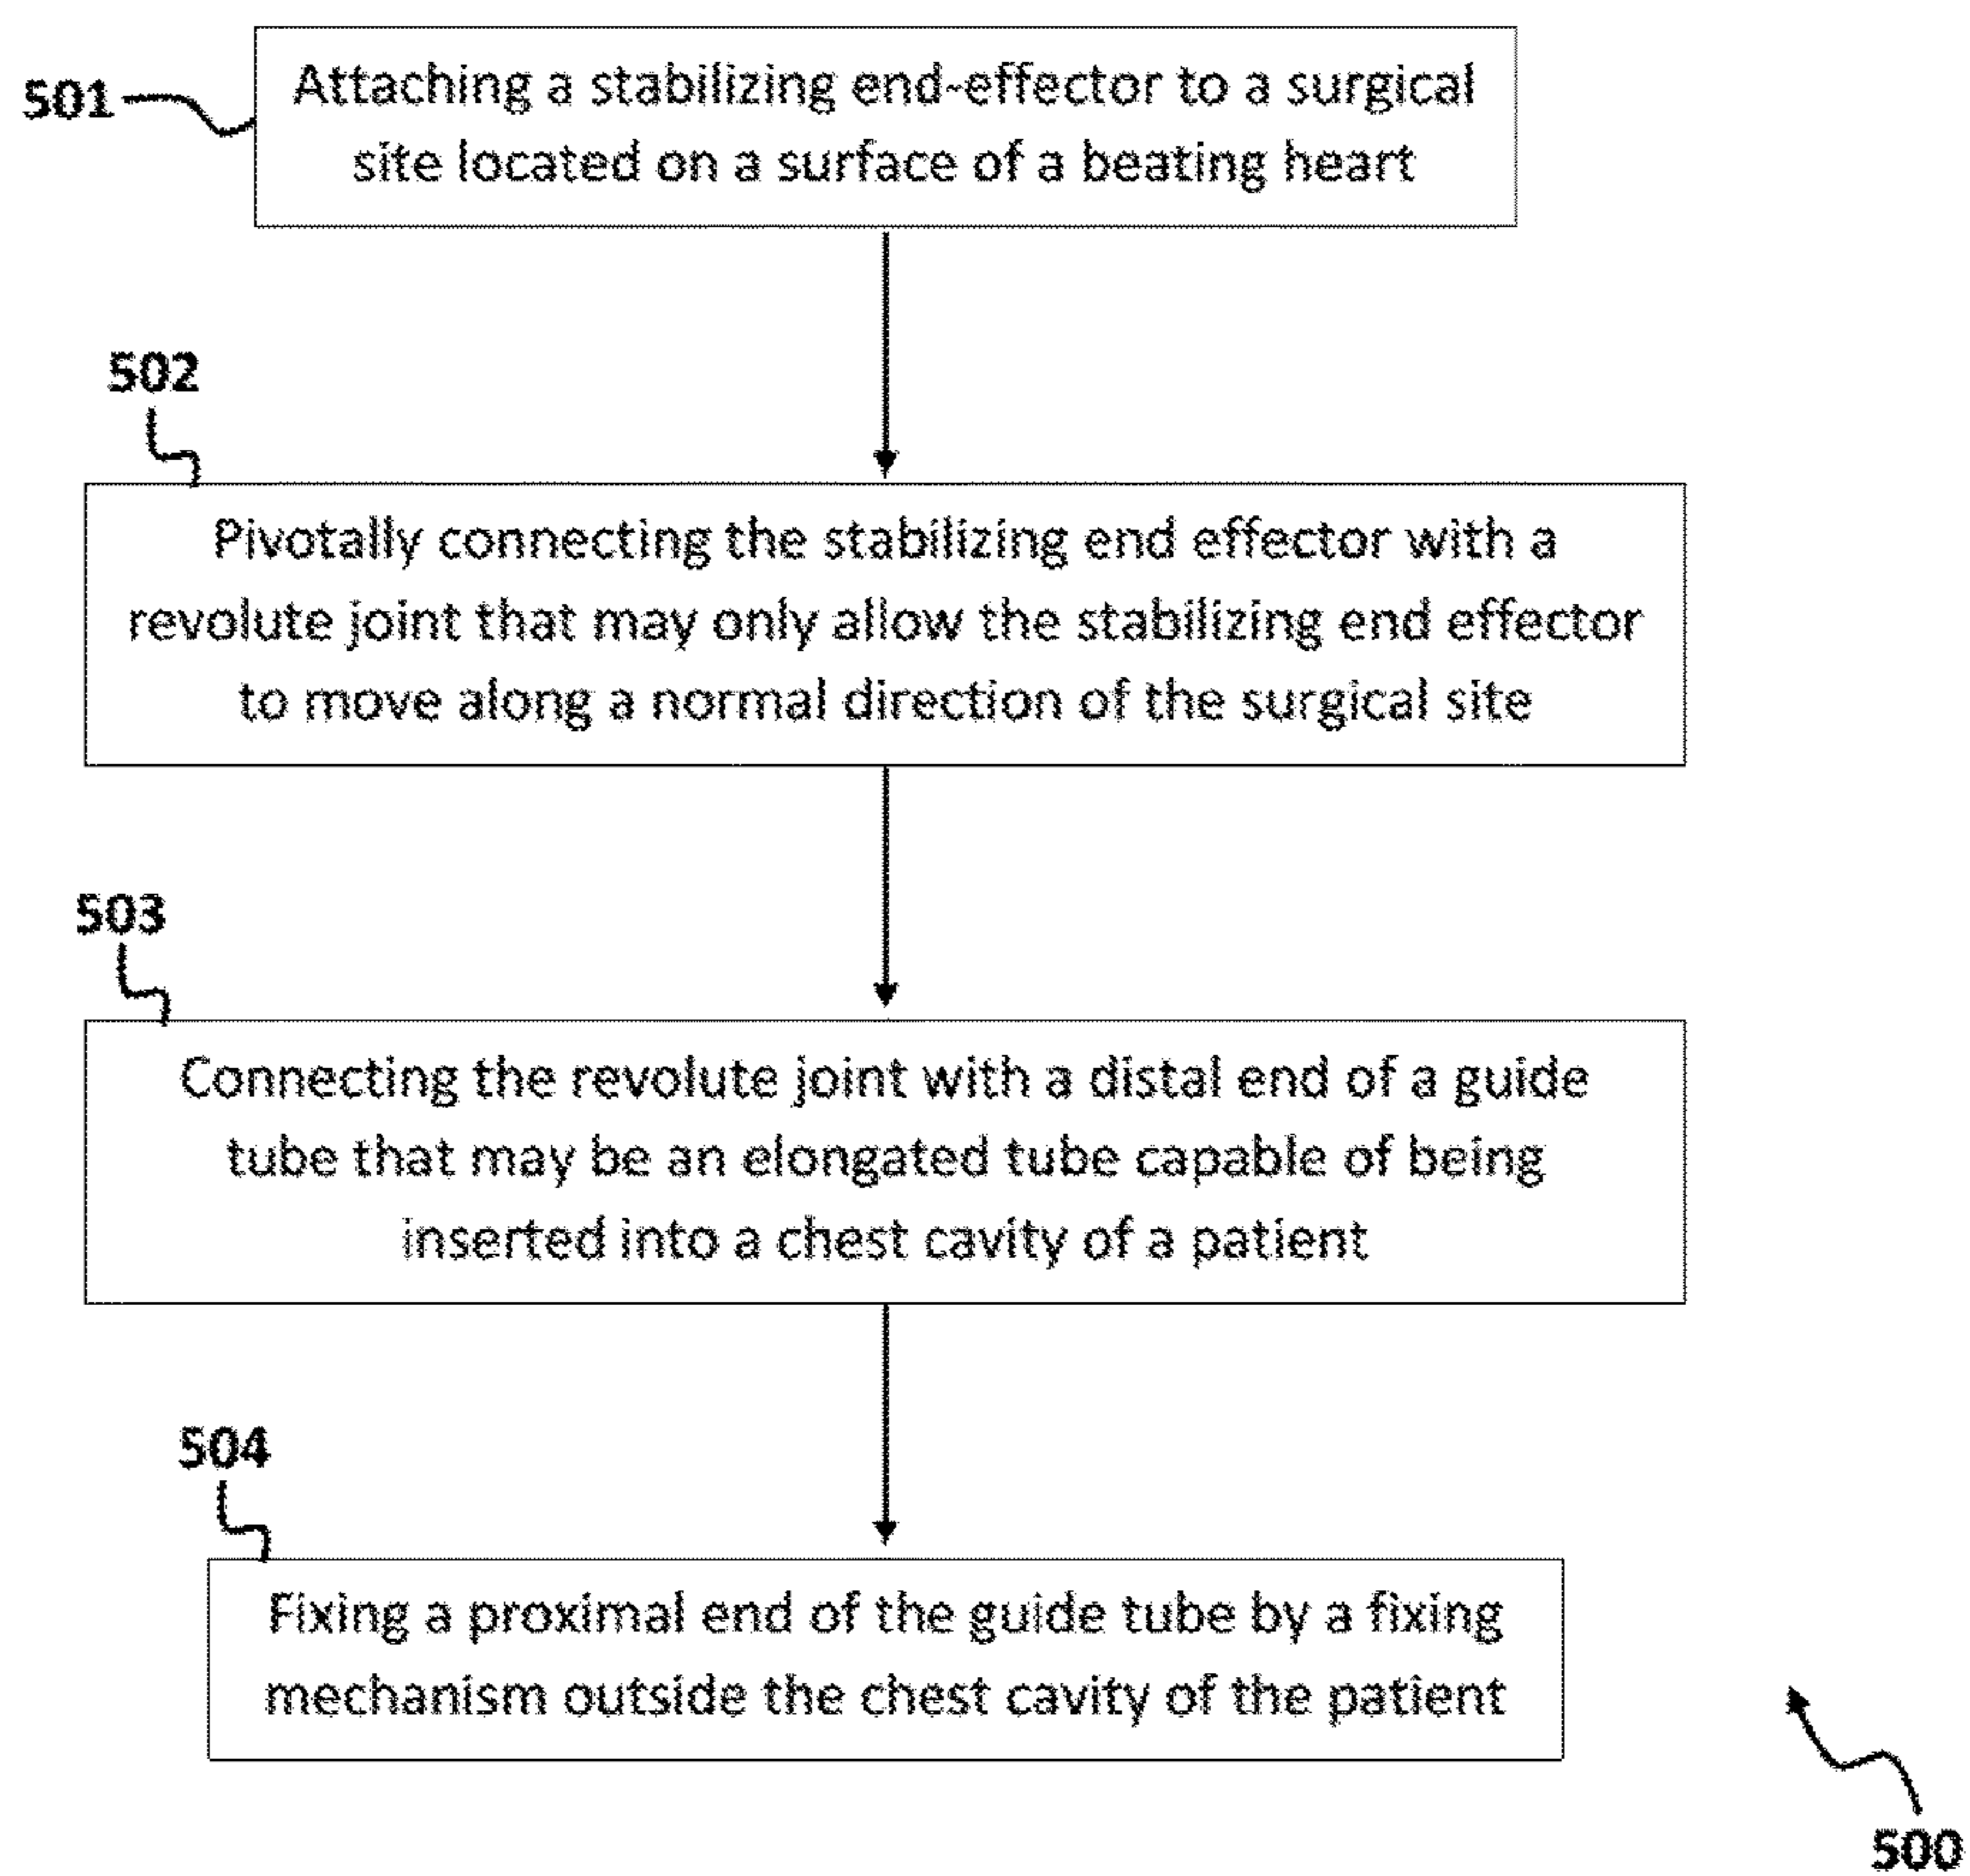 501
Attaching a stabilizing end-effector to a surgical
site located on a surface of a beating heart
502
Pivotally connecting the stabilizing end effector with a
revolute joint that may only allow the stabilizing end effector
to move along a normal direction of the surgical site
503
Connecting the revolute joint with a distal end of a guide
tube that may be an elongated tube capable of being
inserted into a chest cavity of a patient
504
Fixing a proximal end of the guide tube by a fixing
mechanism outside the chest cavity of the patient
500